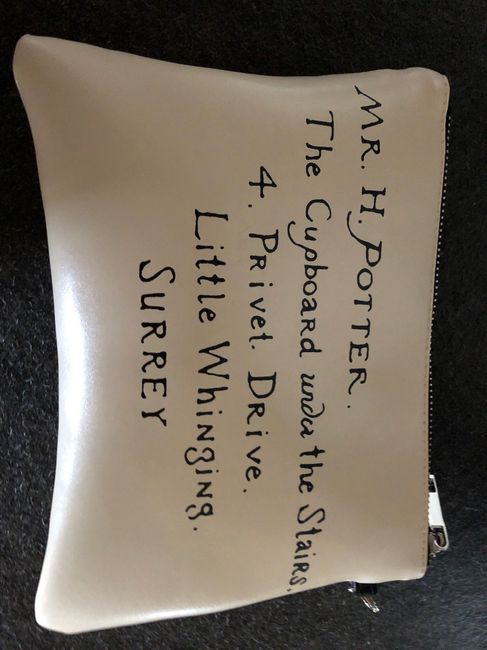 MR. H. POTTER.
The Cupboard under the Stairs,
4. Privet. Drive.
Little Whinging.
SURREY